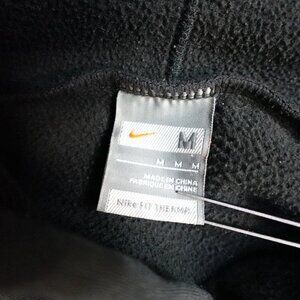 M
M M M
MADE IN CHINA
FABRIQUE EN CHINE
NIKE FIT THERMA